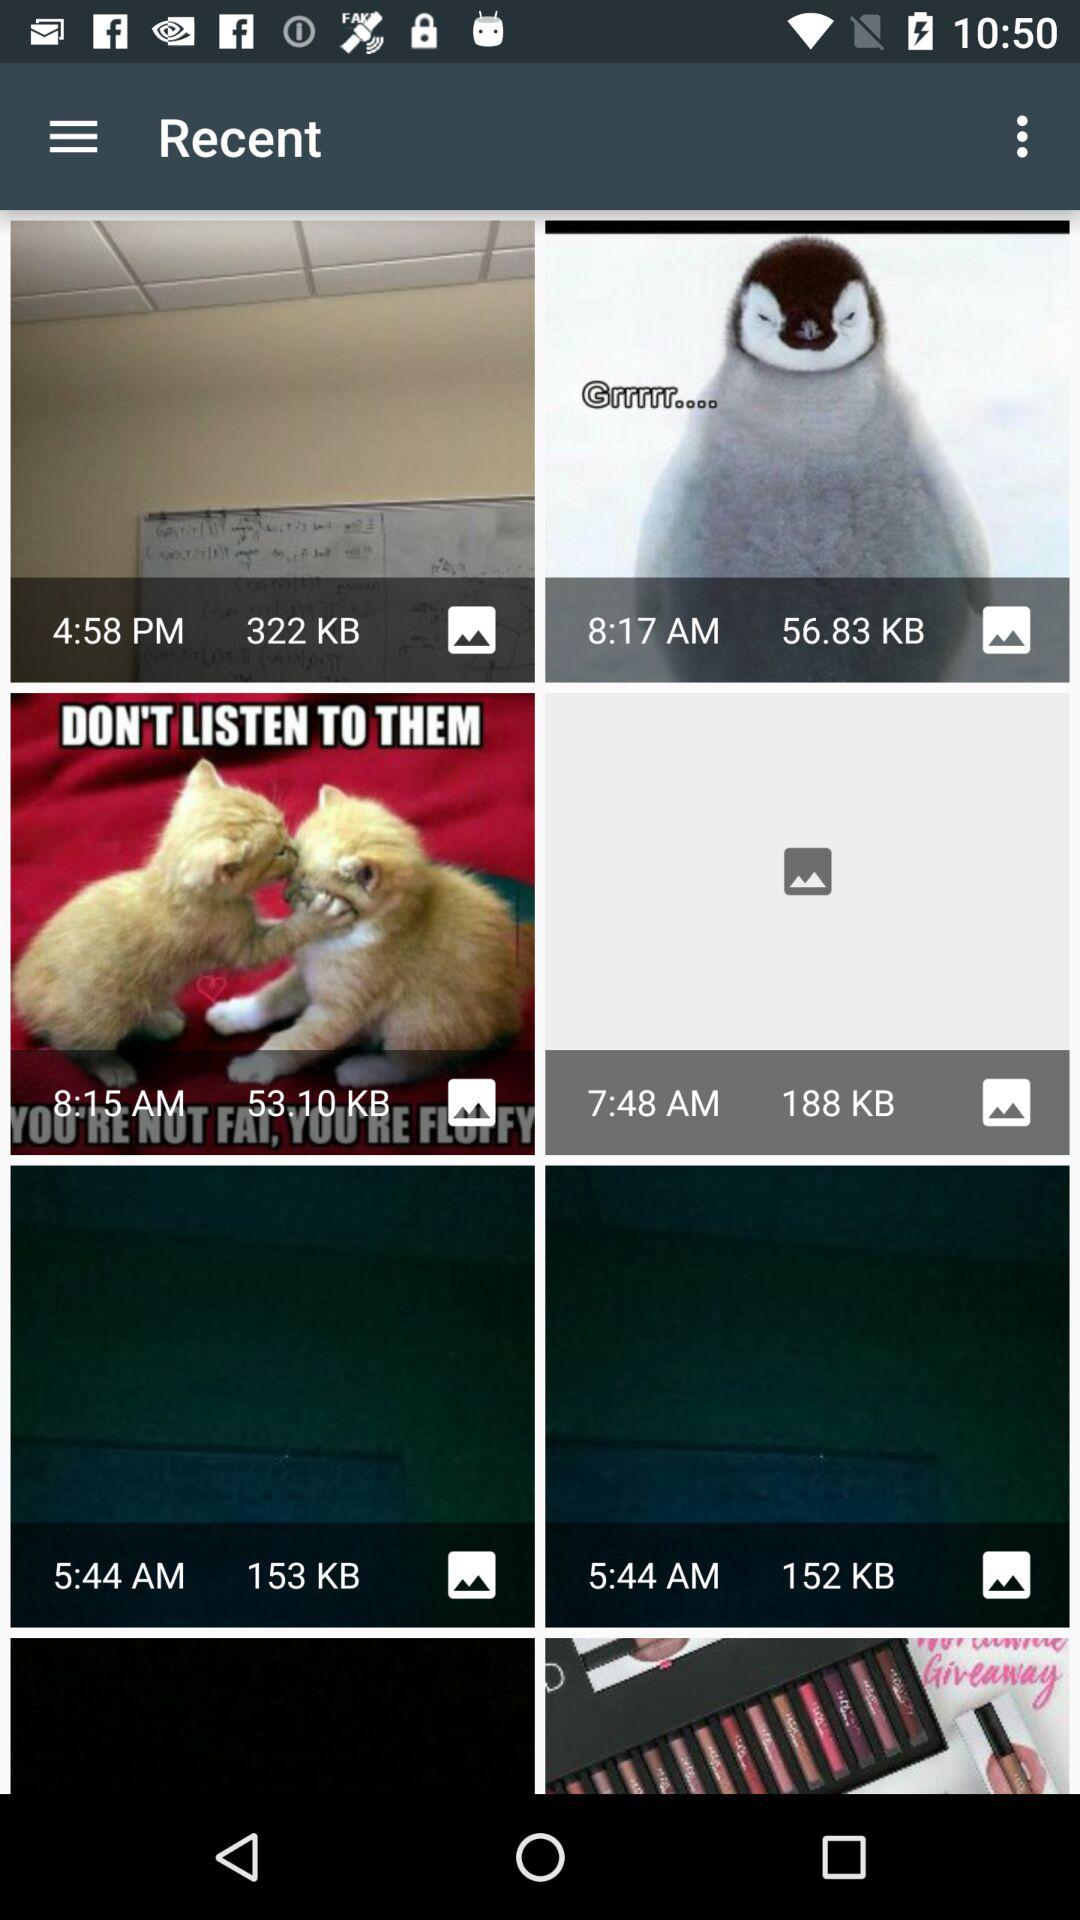 FAKE
10:50
Recent
Grrrrr....
4:58 PM 322 KB
8:17 AM 56.83 KB
DON'T LISTEN TO THEM
8:15 AM 53.10 KB
YOU'RE NOT FAT, YOU'RE FLUFFY
7:48 AM 188 KB
5:44 AM 153 KB
5:44 AM 152 KB
Giveaway